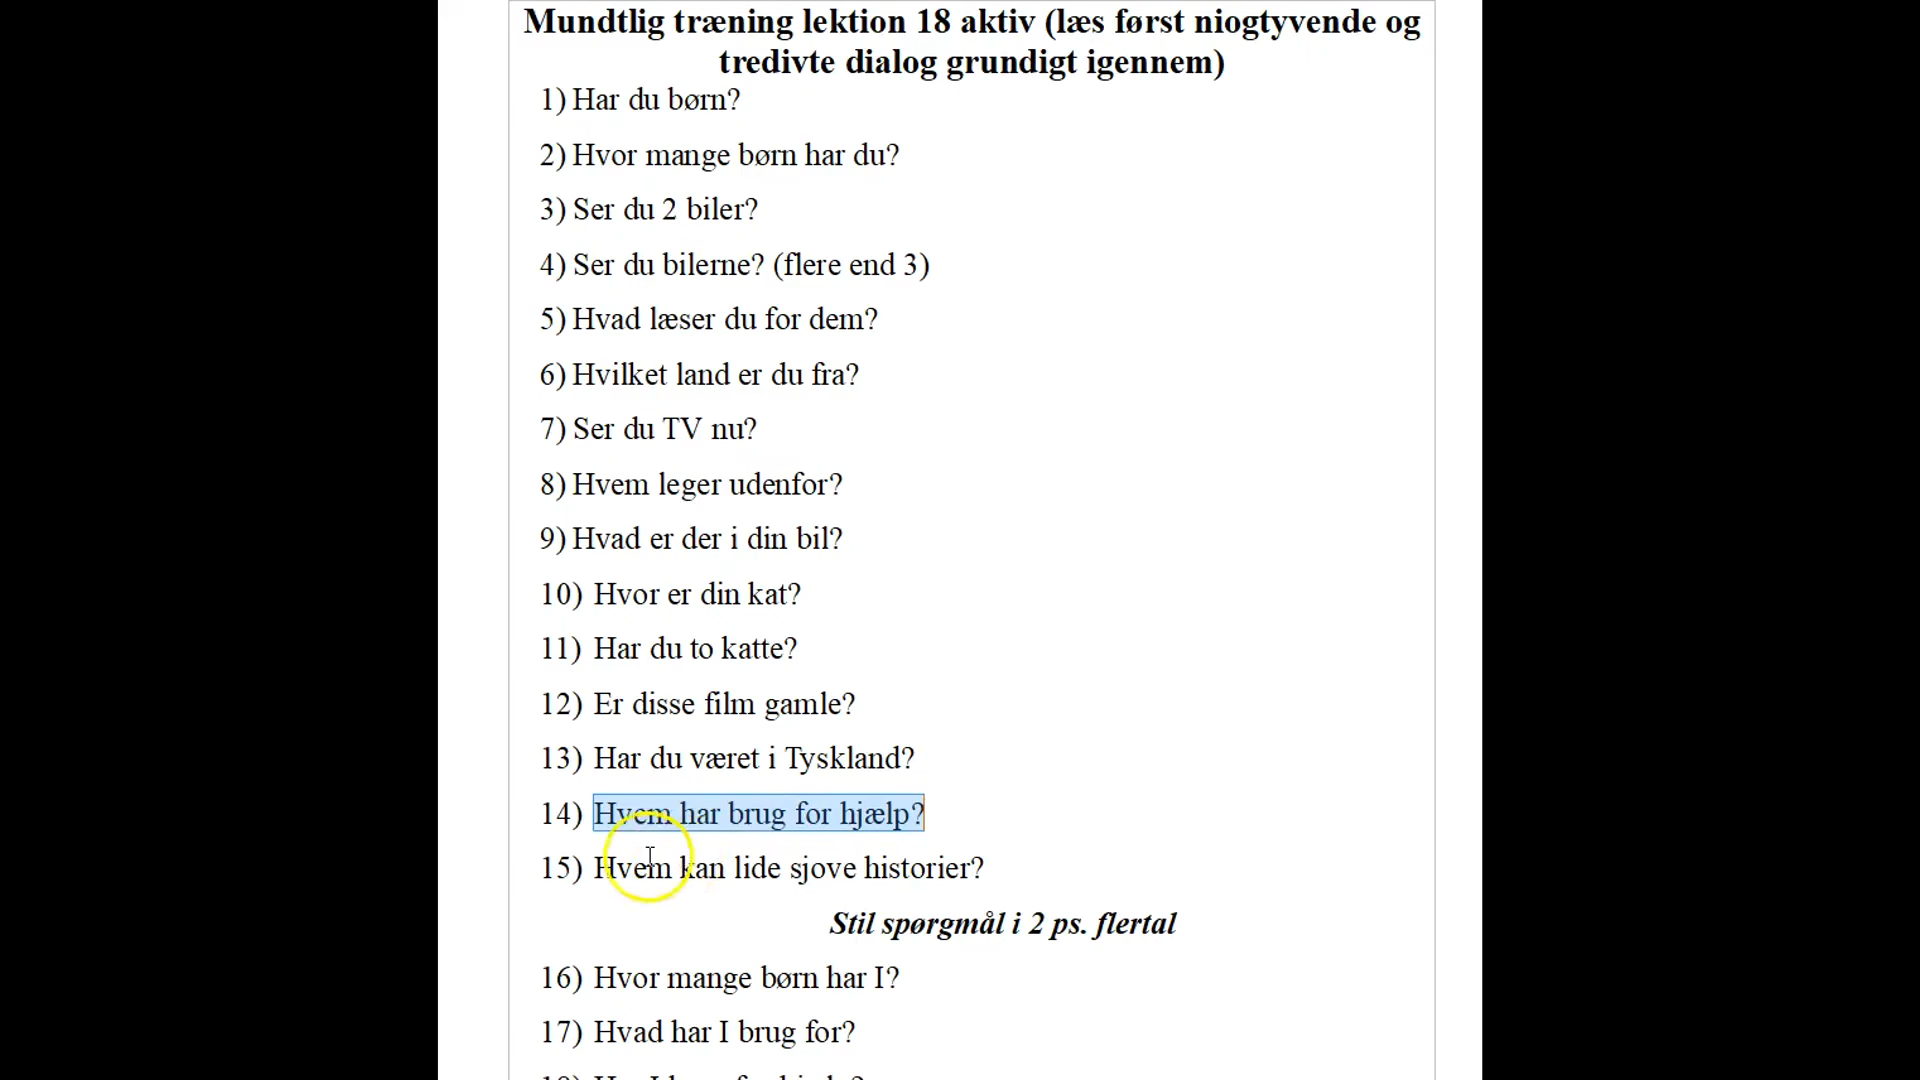 Mundtlig træning lektion 18 aktiv (læs først niogtyvende og
tredivte dialog grundigt igennem)
1) Har du børn?
2) Hvor mange børn har du?
3) Ser du 2 biler?
4) Ser du bilerne? (flere end 3)
5) Hvad læser du for dem?
6) Hvilket land er du fra?
7) Ser du TV nu?
8) Hvem leger udenfor?
9) Hvad er der i din bil?
10) Hvor er din kat?
11) Har du to katte?
12) Er disse film gamle?
13) Har du været i Tyskland?
14) Hvem har brug for hjælp?
15) Hvem kan lide sjove historier?
Stil spørgmål i 2 ps. flertal
16) Hvor mange børn har I?
17) Hvad har I brug for?